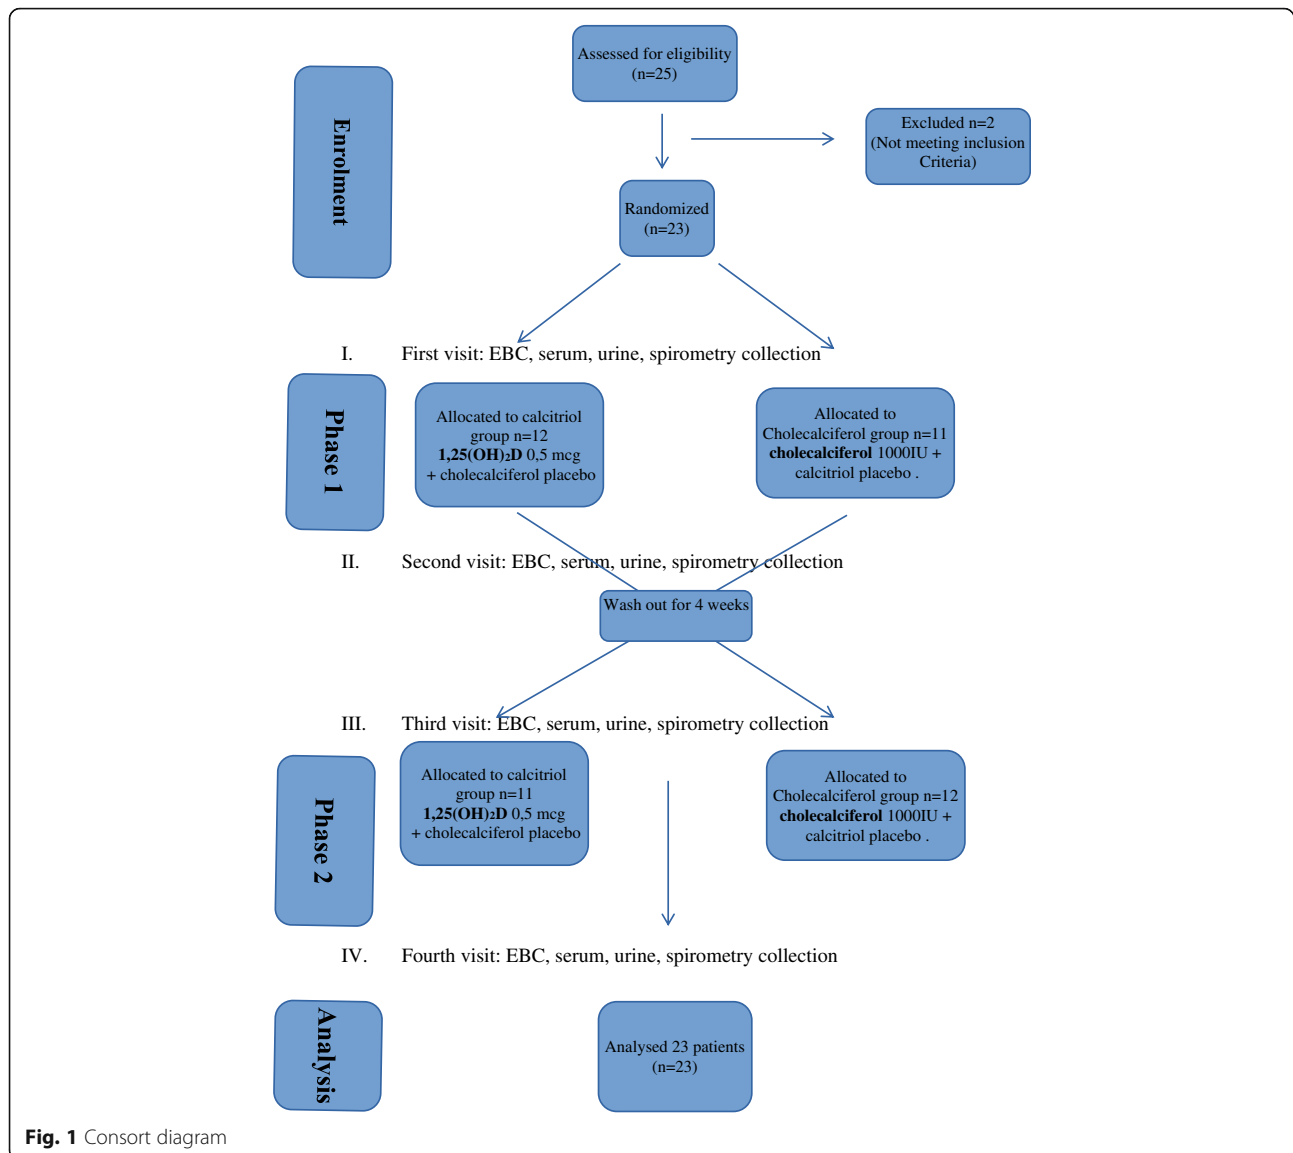 Assessed for eligibility
(n=25)
Enrolment
Excluded n=2
(Not meeting inclusion
Criteria)
Randomized
(n=23)
I. First visit: EBC, serum, urine, spirometry collection
Phase 1
Allocated to calcitriol
group n=12
1,25(OH)₂D 0,5 mcg
+ cholecalciferol placebo
Allocated to
Cholecalciferol group n=11
cholecalciferol 1000IU +
calcitriol placebo .
II. Second visit: EBC, serum, urine, spirometry collection
Wash out for 4 weeks
III. Third visit: EBC, serum, urine, spirometry collection
Phase 2
Allocated to calcitriol
group n=11
1,25(OH)₂D 0,5 mcg
+ cholecalciferol placebo
Allocated to
Cholecalciferol group n=12
cholecalciferol 1000IU +
calcitriol placebo .
IV. Fourth visit: EBC, serum, urine, spirometry collection
Analysis
Analysed 23 patients
(n=23)
Fig. 1 Consort diagram